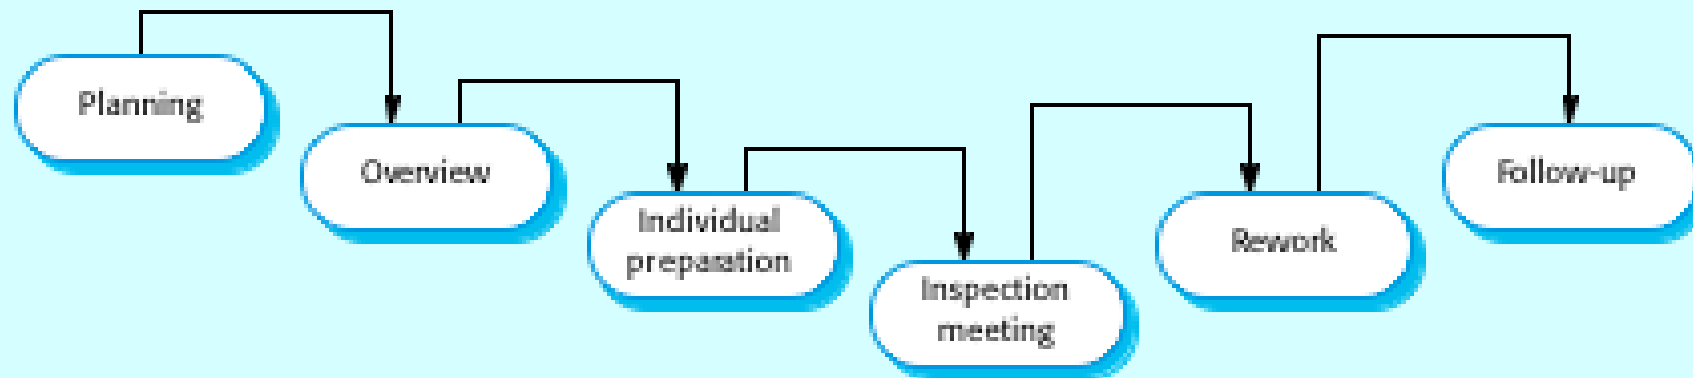 Planning
Overview
Individual
preparation
Inspection
meeting
Rework
Follow-up